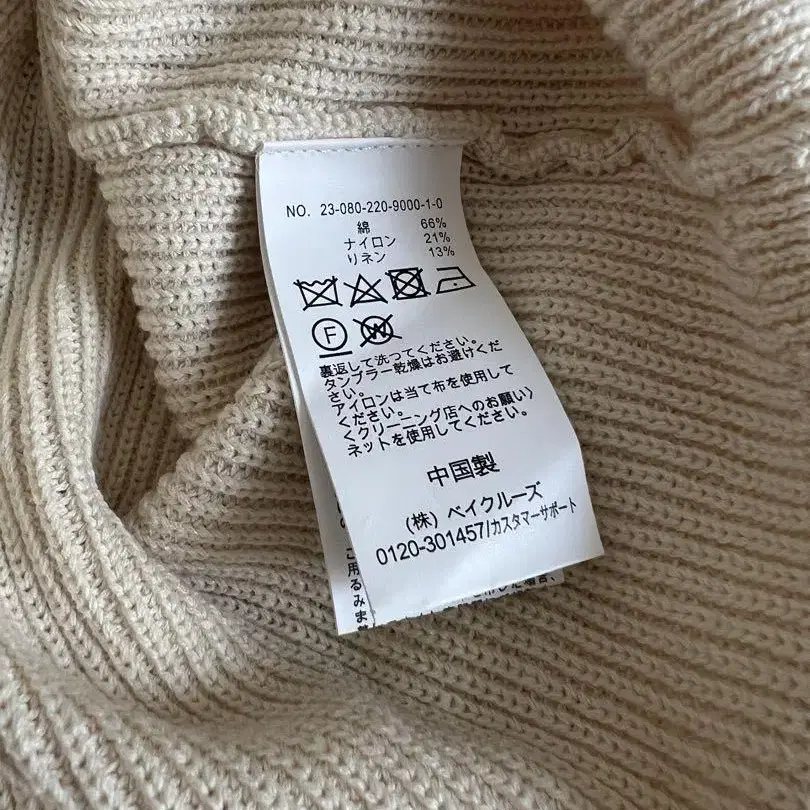 NO. 23-080-220-9000-1-0
綿 66%
ナイロン 21%
リネン 13%
F W
裏返して洗ってください。
タンブラー乾燥はお避けくだ
さい。
アイロンは当て布を使用して
ください。
〈クリーニング店へのお願い〉
ネットを使用してください。
中国製
(株) ベイクルーズ
0120-301457/カスタマーサポート